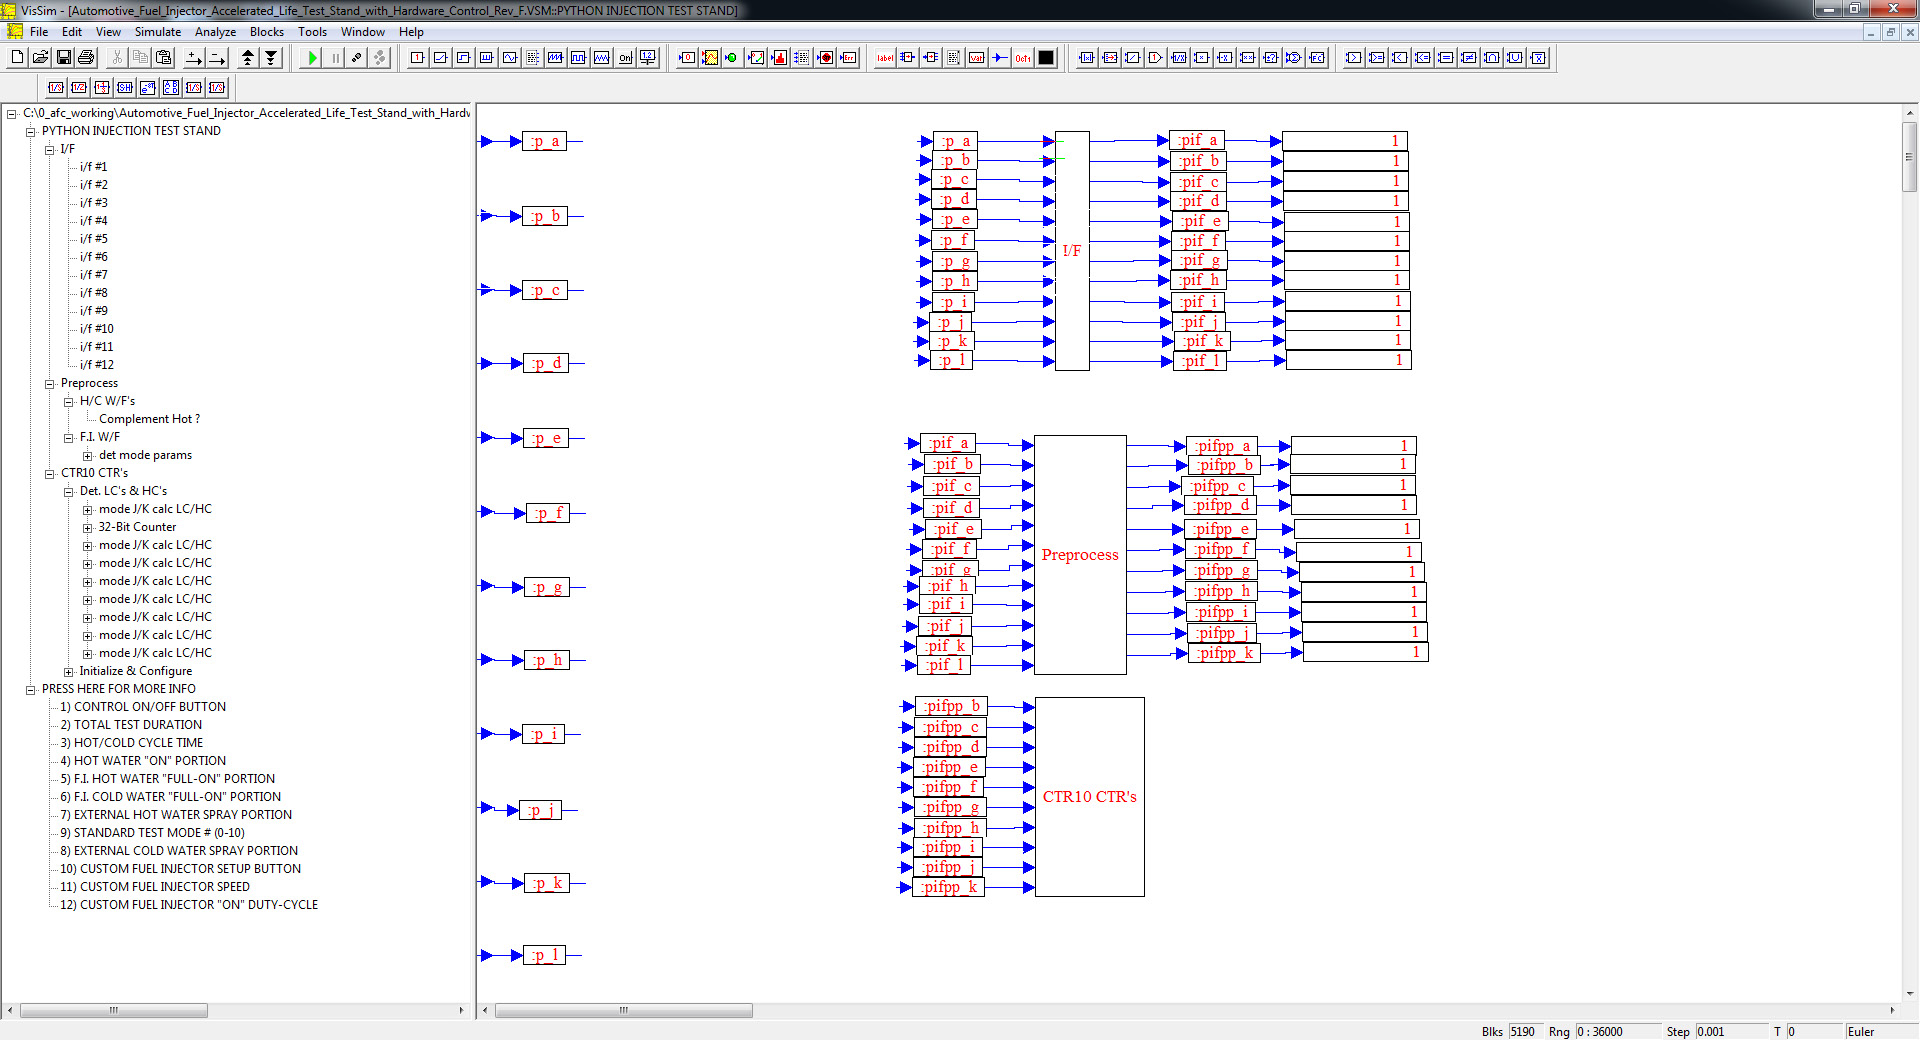 VisSim - [Automotive_Fuel_Injector_Accelerated_Life_Test_Stand_with_Hardware_Control_Rev_F.VSM::PYTHON INJECTION TEST STAND]
File Edit View Simulate Analyze Blocks Tools Window Help
C:\0_afc_working\Automotive_Fuel_Injector_Accelerated_Life_Test_Stand_with_Hardw
PYTHON INJECTION TEST STAND
I/F
i/f #1
i/f #2
i/f #3
i/f #4
i/f #5
i/f #6
i/f #7
i/f #8
i/f #9
i/f #10
i/f #11
i/f #12
Preprocess
H/C W/F's
Complement Hot ?
F.I. W/F
det mode params
CTR10 CTR's
Det. LC's & HC's
mode J/K calc LC/HC
32-Bit Counter
mode J/K calc LC/HC
mode J/K calc LC/HC
mode J/K calc LC/HC
mode J/K calc LC/HC
mode J/K calc LC/HC
mode J/K calc LC/HC
mode J/K calc LC/HC
Initialize & Configure
PRESS HERE FOR MORE INFO
1) CONTROL ON/OFF BUTTON
2) TOTAL TEST DURATION
3) HOT/COLD CYCLE TIME
4) HOT WATER "ON" PORTION
5) F.I. HOT WATER "FULL-ON" PORTION
6) F.I. COLD WATER "FULL-ON" PORTION
7) EXTERNAL HOT WATER SPRAY PORTION
9) STANDARD TEST MODE # (0-10)
8) EXTERNAL COLD WATER SPRAY PORTION
10) CUSTOM FUEL INJECTOR SETUP BUTTON
11) CUSTOM FUEL INJECTOR SPEED
12) CUSTOM FUEL INJECTOR "ON" DUTY-CYCLE
:p_a
:p_b
:p_c
:p_d
:p_e
:p_f
:p_g
:p_h
:p_i
:p_j
:p_k
:p_l
:p_a :pif_a 1
:p_b :pif_b 1
:p_c :pif_c 1
:p_d :pif_d 1
:p_e :pif_e 1
:p_f :pif_f 1
I/F
:p_g :pif_g 1
:p_h :pif_h 1
:p_i :pif_i 1
:p_j :pif_j 1
:p_k :pif_k 1
:p_l :pif_l 1
:pif_a :pifpp_a 1
:pif_b :pifpp_b 1
:pif_c :pifpp_c 1
:pif_d :pifpp_d 1
:pif_e :pifpp_e 1
:pif_f :pifpp_f 1
Preprocess
:pif_g :pifpp_g 1
:pif_h :pifpp_h 1
:pif_i :pifpp_i 1
:pif_j :pifpp_j 1
:pif_k :pifpp_k 1
:pif_l
:pifpp_b
:pifpp_c
:pifpp_d
:pifpp_e
:pifpp_f
CTR10 CTR's
:pifpp_g
:pifpp_h
:pifpp_i
:pifpp_j
:pifpp_k
Blks 5190 Rng 0 : 36000 Step 0.001 T 0 Euler